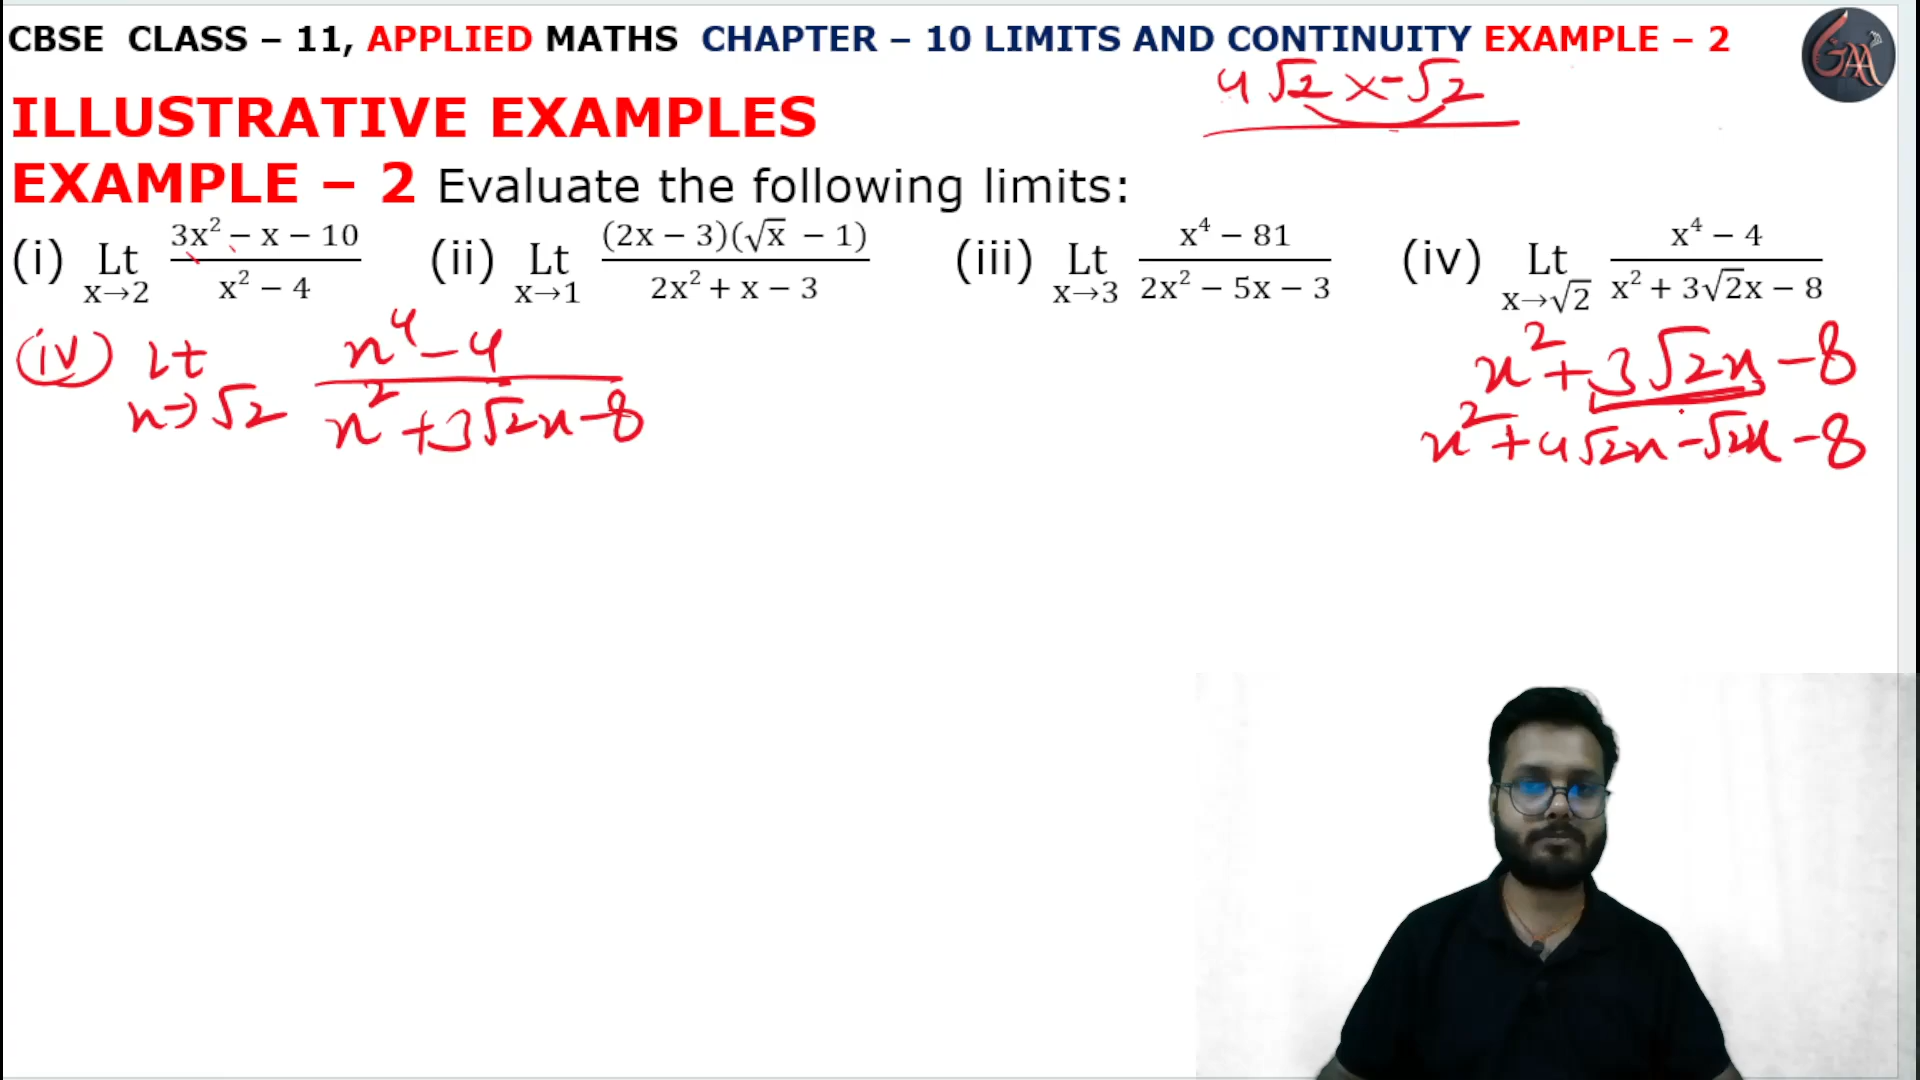 CBSE CLASS – 11, APPLIED MATHS CHAPTER – 10 LIMITS AND CONTINUITY EXAMPLE – 2
4√2 x -√2
ILLUSTRATIVE EXAMPLES
EXAMPLE – 2 Evaluate the following limits:
(i) Lt x→2 (3x² − x − 10)/(x² − 4) (ii) Lt x→1 ((2x − 3)(√x − 1))/(2x² + x − 3) (iii) Lt x→3 (x⁴ − 81)/(2x² − 5x − 3) (iv) Lt x→√2 (x⁴ − 4)/(x² + 3√2x − 8)
(iv) Lt x→√2 (x⁴ − 4)/(x² + 3√2x − 8)
x² + 3√2x − 8
x² + 4√2x − √2x − 8